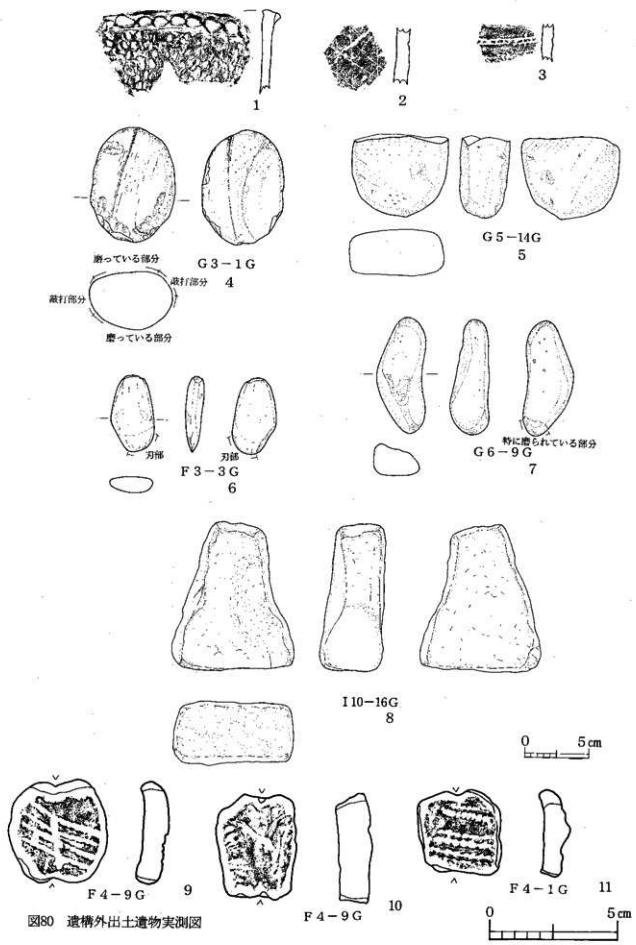 1
2
3
G3-1G
4
磨っている部分
敲打部分
敲打部分
磨っている部分
G5-14G
5
刃部
刃部
F3-3G
6
特に磨られている部分
G6-9G
7
I10-16G
8
0 5cm
F4-9G 9
F4-9G 10
F4-1G 11
図80 遺構外出土遺物実測図
0 5cm